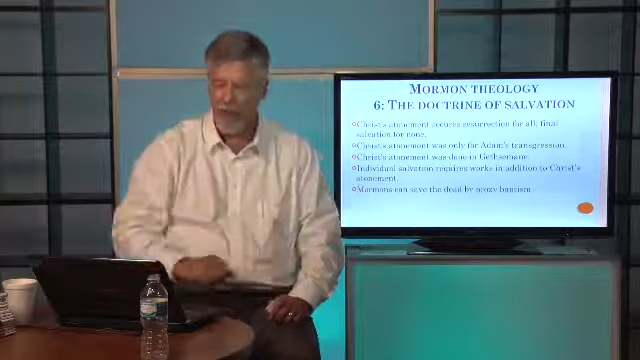 MORMON THEOLOGY
6: THE DOCTRINE OF SALVATION
Christ's atonement secures resurrection for all, final
salvation for none.
Christ's atonement was only for Adam's transgression.
Christ's atonement was done in Gethsemane.
Individual salvation requires works in addition to Christ's
atonement.
Mormons can save the dead by proxy baptism.